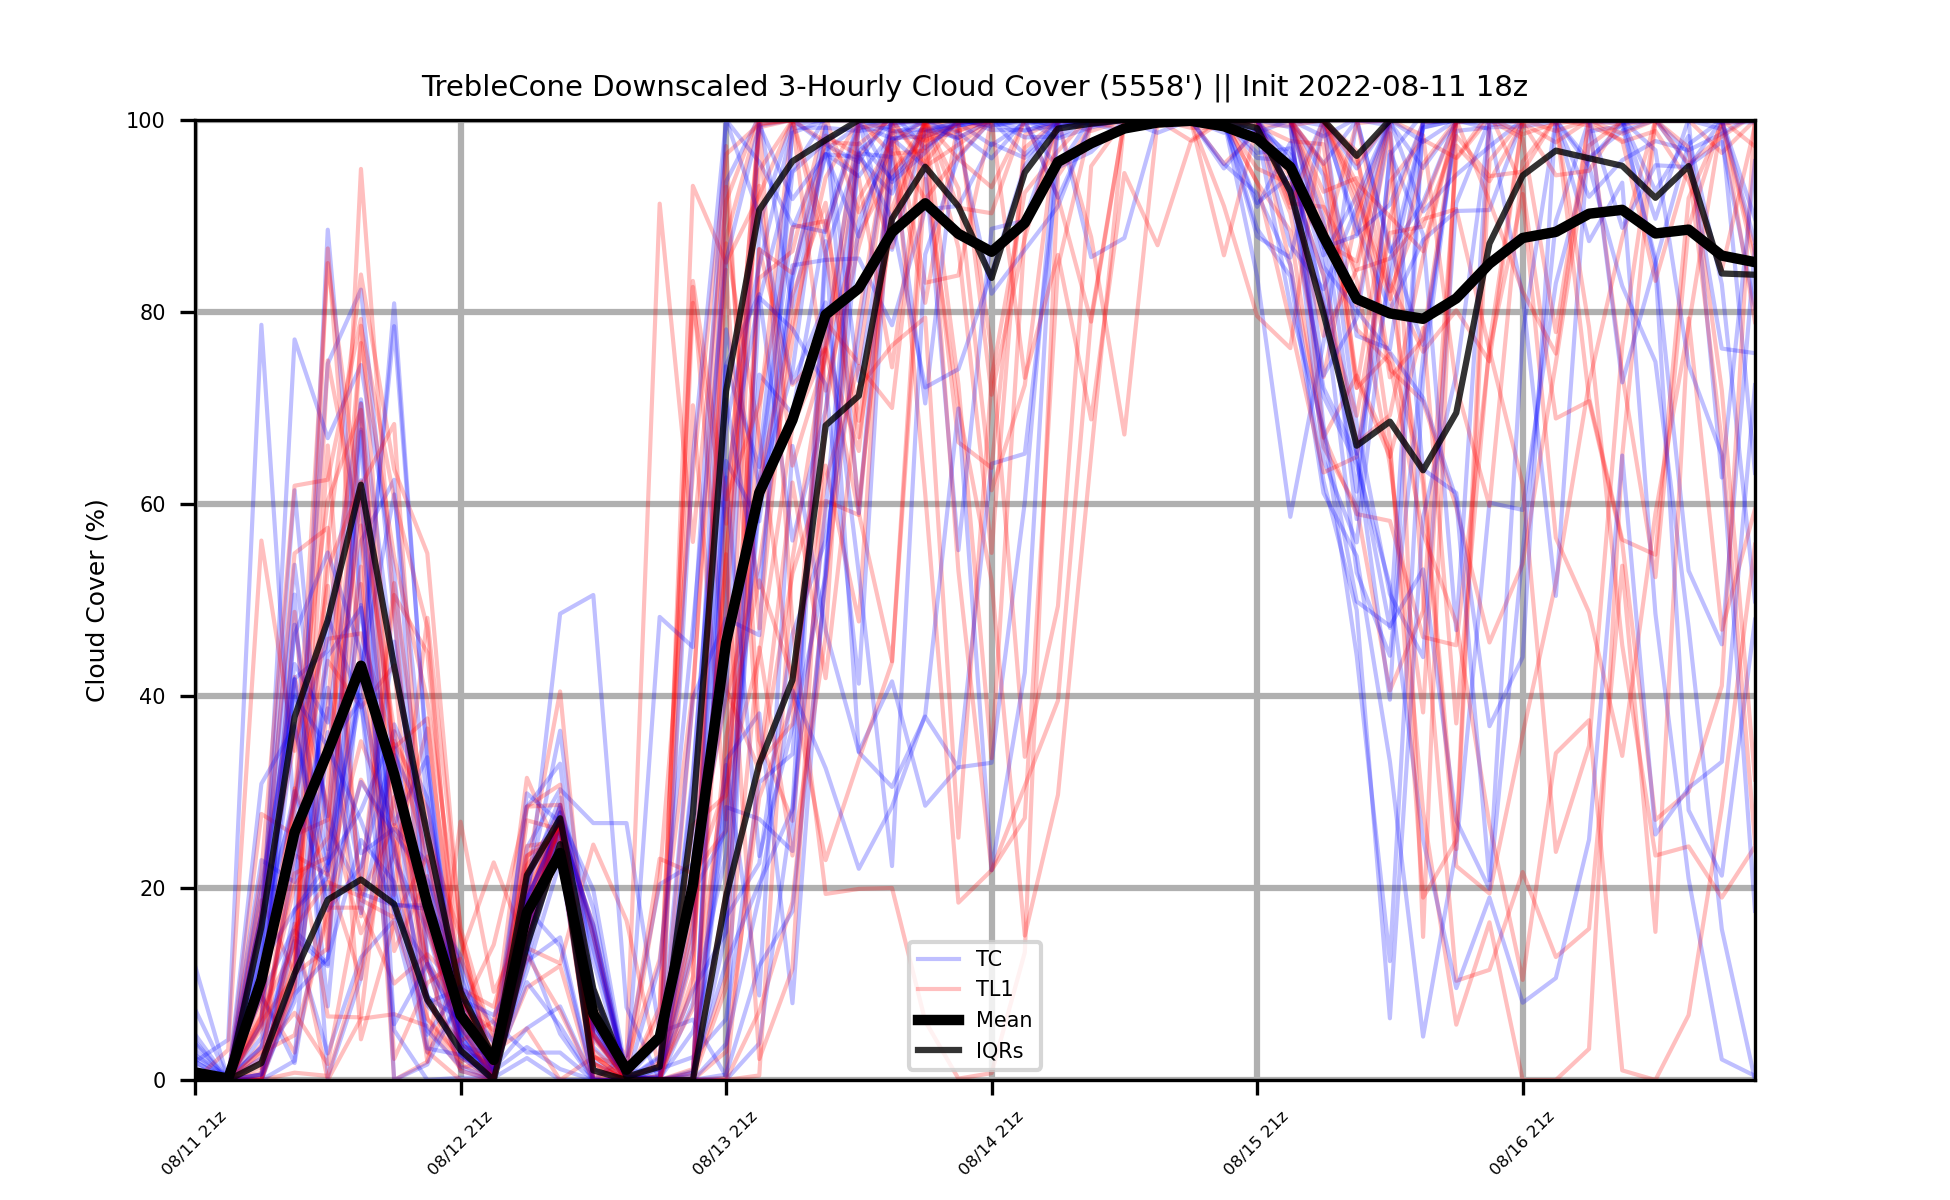 TrebleCone Downscaled 3-Hourly Cloud Cover (5558') || Init 2022-08-11 18z
Cloud Cover (%)
100
80
60
40
20
0
TC
TL1
Mean
IQRs
08/11 21z
08/12 21z
08/13 21z
08/14 21z
08/15 21z
08/16 21z